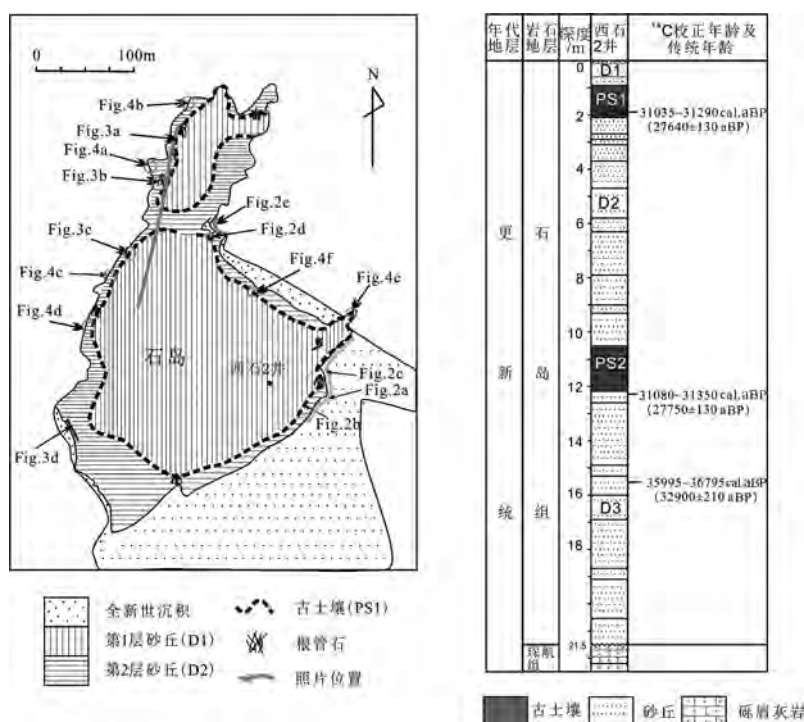 0 100m
N
Fig.4b
Fig.3a
Fig.4a
Fig.3b
Fig.2e
Fig.2d
Fig.3c
Fig.4f
Fig.4e
Fig.4c
Fig.4d
石岛
西石2井
Fig.2c
Fig.2a
Fig.2b
Fig.3d
全新世沉积
古土壤(PS1)
第1层砂丘(D1)
根管石
第2层砂丘(D2)
照片位置
年代地层
岩石地层
深度/m
西石2井
¹⁴C校正年龄及传统年龄
0
D1
PS1
2
31035~31290 cal.aBP
(27640±130 aBP)
4
D2
更
石
6
8
10
新
岛
PS2
12
31080~31350 cal.aBP
(27750±130 aBP)
14
35995~36795 cal.aBP
(32900±210 aBP)
16
统
组
D3
18
21.5
琛航组
古土壤
砂丘
砾屑灰岩